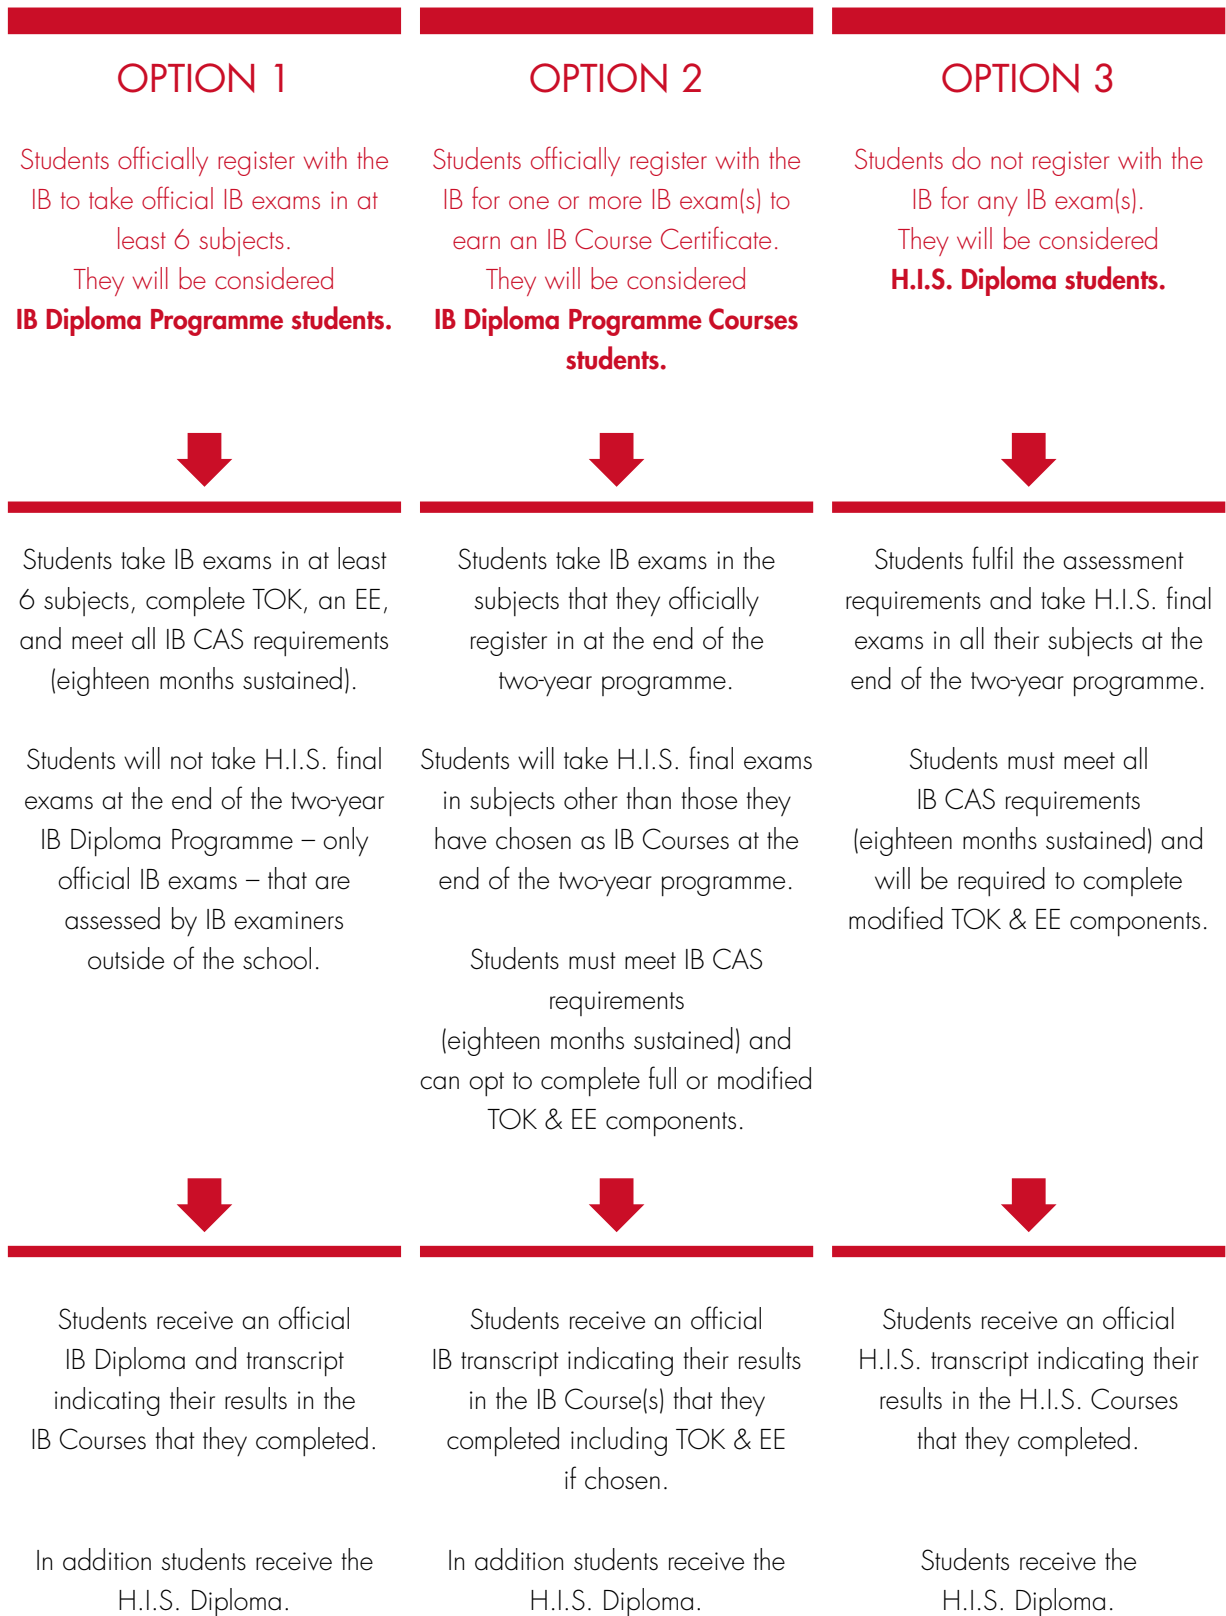 OPTION 1
Students officially register with the
IB to take official IB exams in at
least 6 subjects.
They will be considered
IB Diploma Programme students.
Students take IB exams in at least
6 subjects, complete TOK, an EE,
and meet all IB CAS requirements
(eighteen months sustained).
Students will not take H.I.S. final
exams at the end of the two-year
IB Diploma Programme – only
official IB exams – that are
assessed by IB examiners
outside of the school.
Students receive an official
IB Diploma and transcript
indicating their results in the
IB Courses that they completed.
In addition students receive the
H.I.S. Diploma.
OPTION 2
Students officially register with the
IB for one or more IB exam(s) to
earn an IB Course Certificate.
They will be considered
IB Diploma Programme Courses
students.
Students take IB exams in the
subjects that they officially
register in at the end of the
two-year programme.
Students will take H.I.S. final exams
in subjects other than those they
have chosen as IB Courses at the
end of the two-year programme.
Students must meet IB CAS
requirements
(eighteen months sustained) and
can opt to complete full or modified
TOK & EE components.
Students receive an official
IB transcript indicating their results
in the IB Course(s) that they
completed including TOK & EE
if chosen.
In addition students receive the
H.I.S. Diploma.
OPTION 3
Students do not register with the
IB for any IB exam(s).
They will be considered
H.I.S. Diploma students.
Students fulfil the assessment
requirements and take H.I.S. final
exams in all their subjects at the
end of the two-year programme.
Students must meet all
IB CAS requirements
(eighteen months sustained) and
will be required to complete
modified TOK & EE components.
Students receive an official
H.I.S. transcript indicating their
results in the H.I.S. Courses
that they completed.
Students receive the
H.I.S. Diploma.